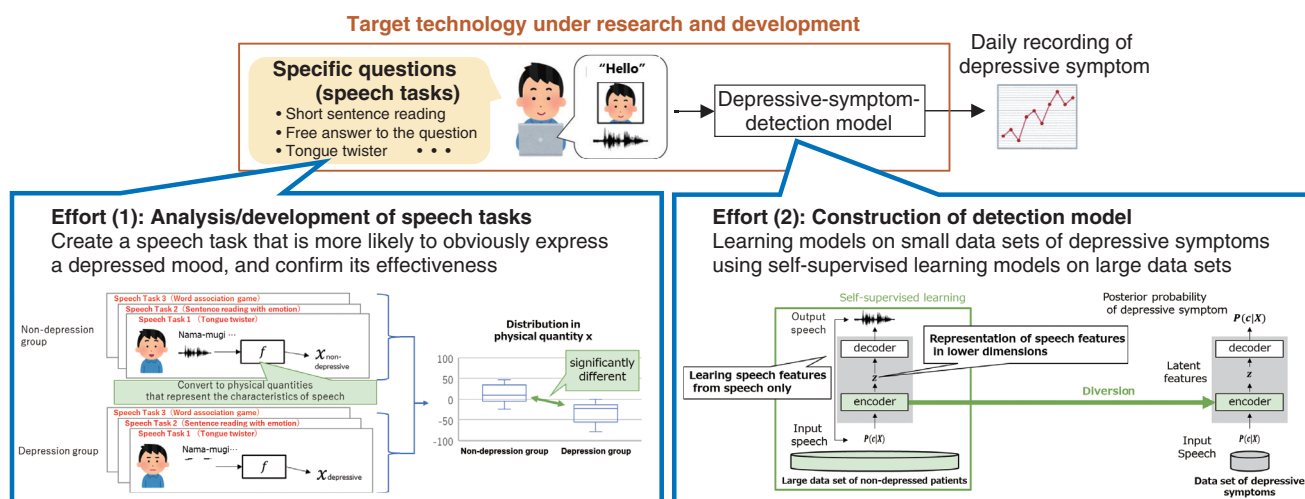 Target technology under research and development
Specific questions
(speech tasks)
• Short sentence reading
• Free answer to the question
• Tongue twister • • •
"Hello"
Depressive-symptom-
detection model
Daily recording of
depressive symptom
Effort (1): Analysis/development of speech tasks
Create a speech task that is more likely to obviously express
a depressed mood, and confirm its effectiveness
Non-depression
group
Speech Task 3 (Word association game)
Speech Task 2 (Sentence reading with emotion)
Speech Task 1 (Tongue twister)
Nama-mugi ⋯
f
x non-
depressive
Convert to physical quantities
that represent the characteristics of speech
Depression group
Speech Task 3 (Word association game)
Speech Task 2 (Sentence reading with emotion)
Speech Task 1 (Tongue twister)
Nama-mugi⋯
f
x depressive
Distribution in
physical quantity x
100
50
0
-50
-100
significantly
different
Non-depression group
Depression group
Effort (2): Construction of detection model
Learning models on small data sets of depressive symptoms
using self-supervised learning models on large data sets
Self-supervised learning
Output
speech
decoder
z
encoder
Learing speech features
from speech only
Representation of speech features
in lower dimensions
Input
speech
P(c|X)
Large data set of non-depressed patients
Diversion
Posterior probability
of depressive symptom
P(c|X)
decoder
Latent
features
z
encoder
Input
Speech
P(c|X)
Data set of depressive
symptoms